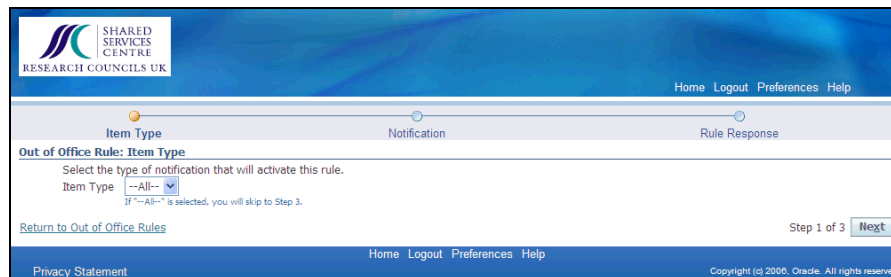 SHARED
SERVICES
CENTRE
RESEARCH COUNCILS UK
Home Logout Preferences Help
Item Type Notification Rule Response
Out of Office Rule: Item Type
Select the type of notification that will activate this rule.
Item Type --All--
If "--All--" is selected, you will skip to Step 3.
Return to Out of Office Rules Step 1 of 3 Next
Home Logout Preferences Help
Privacy Statement Copyright (c) 2006, Oracle. All rights reserve